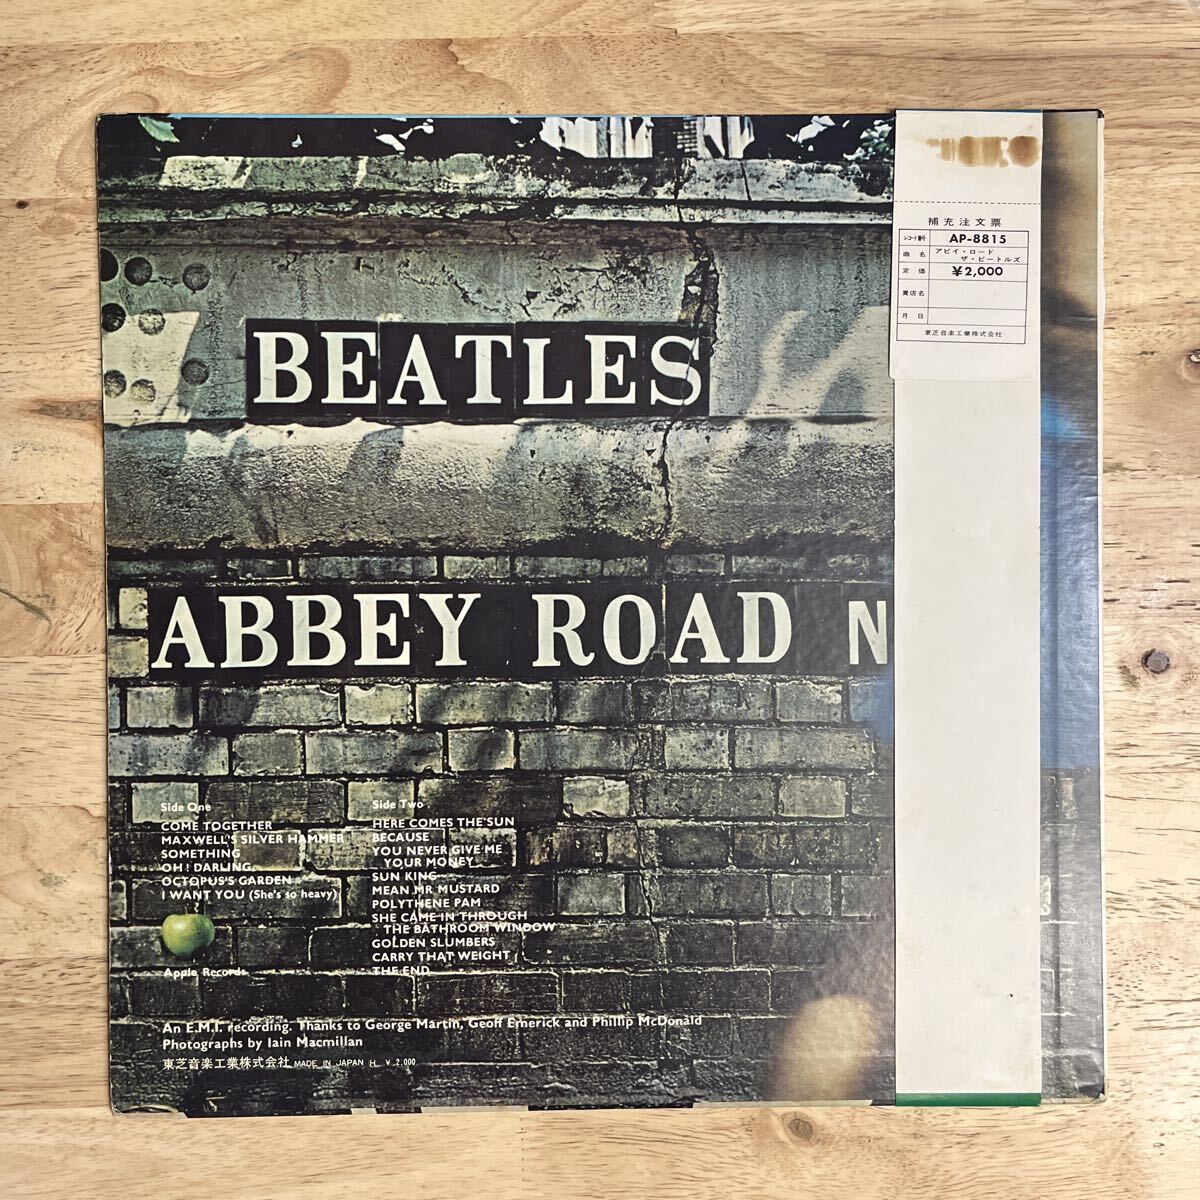 BEATLES
ABBEY ROAD N
Side One
COME TOGETHER
MAXWELL'S SILVER HAMMER
SOMETHING
OH! DARLING
OCTOPUS'S GARDEN
I WANT YOU (She's so heavy)
Apple Records
Side Two
HERE COMES THE SUN
BECAUSE
YOU NEVER GIVE ME
YOUR MONEY
SUN KING
MEAN MR MUSTARD
POLYTHENE PAM
SHE CAME IN THROUGH
THE BATHROOM WINDOW
GOLDEN SLUMBERS
CARRY THAT WEIGHT
THE END
An E.M.I. recording. Thanks to George Martin, Geoff Emerick and Phillip McDonald
Photographs by Iain Macmillan
東芝音楽工業株式会社 MADE IN JAPAN H ¥ 2,000
補充注文票
レコード番号 AP-8815
曲名 アビイ・ロード
ザ・ビートルズ
定価 ¥2,000
貴店名
月日
東芝音楽工業株式会社